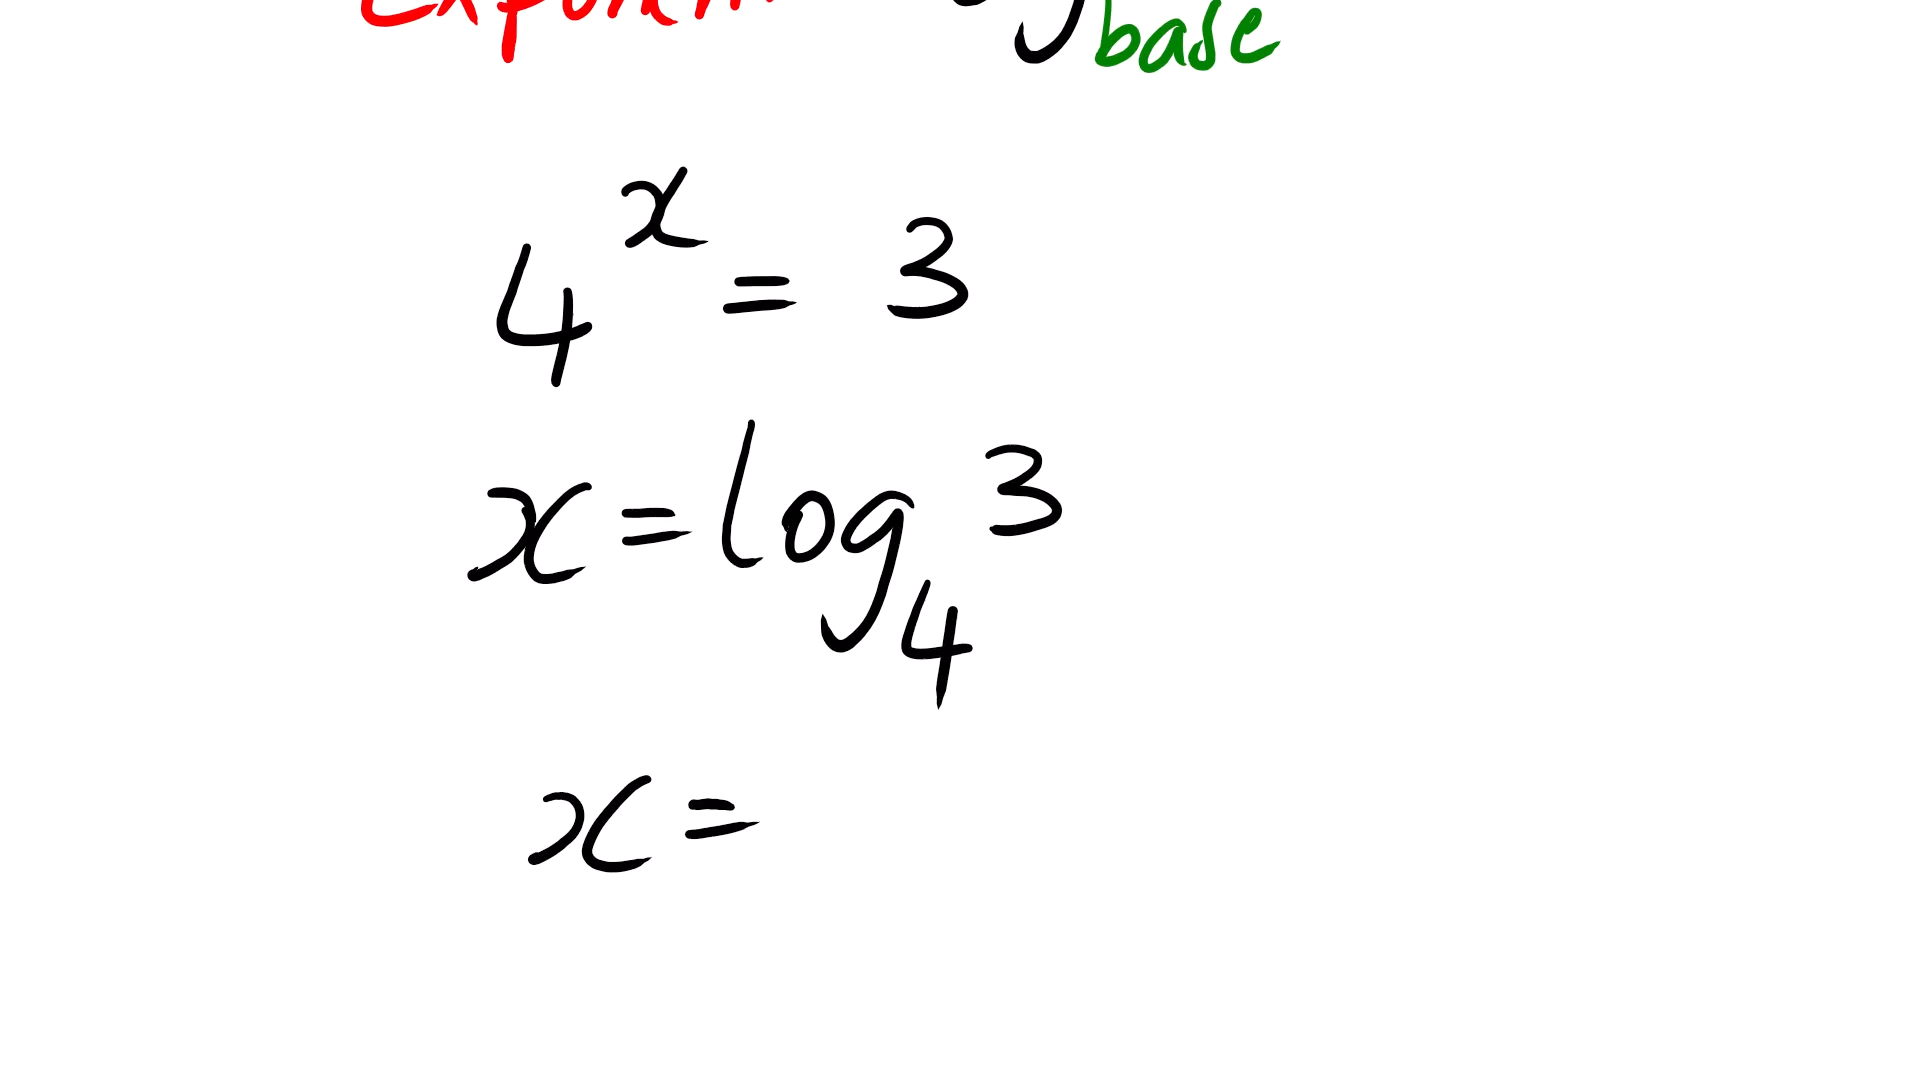 base
4^x = 3
x = log_4 3
x =